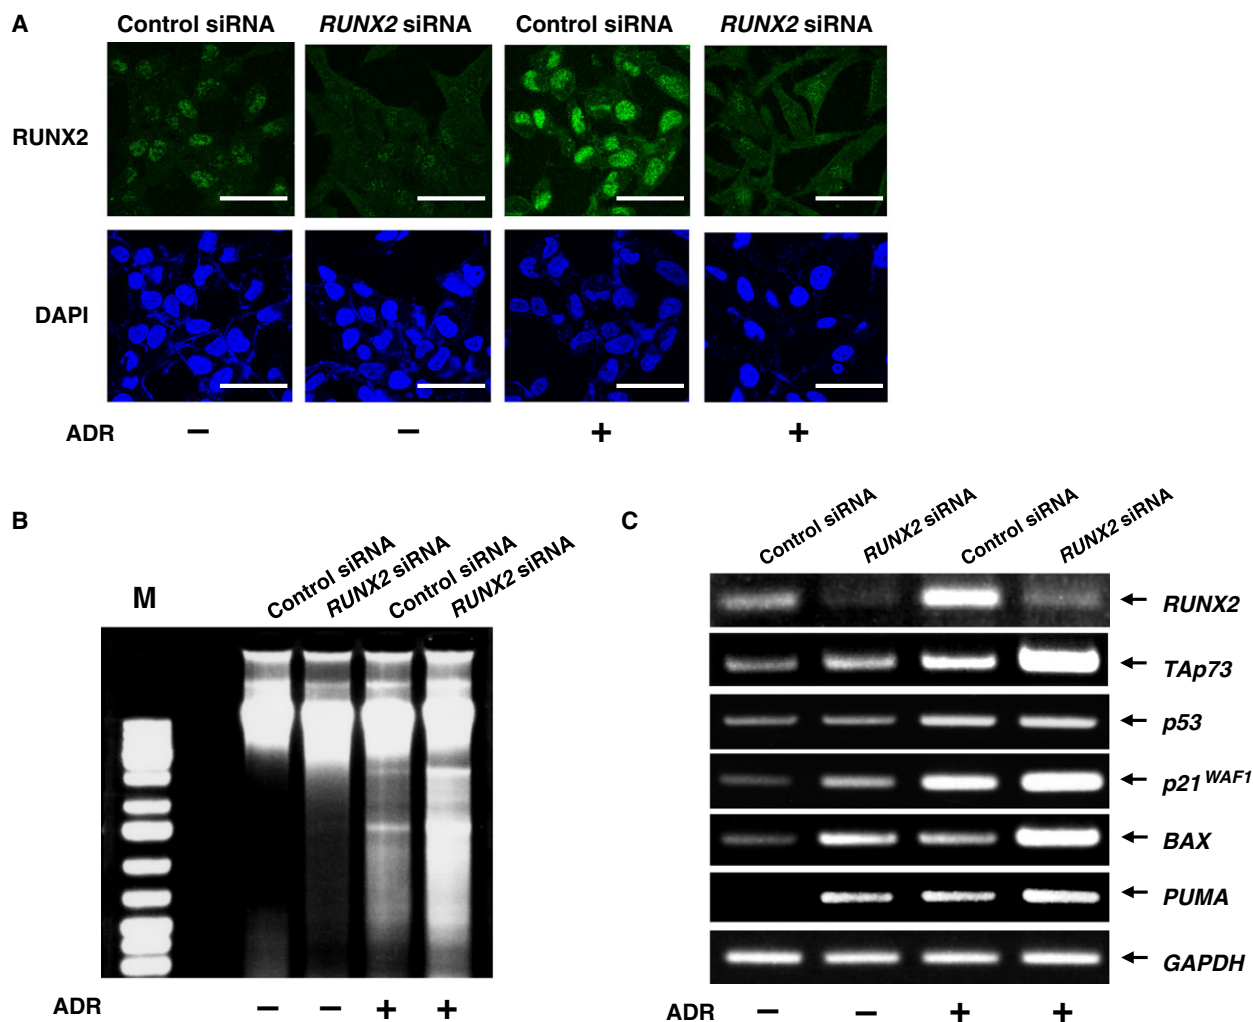 A
Control siRNA RUNX2 siRNA Control siRNA RUNX2 siRNA
RUNX2
DAPI
ADR − − + +
B
M Control siRNA RUNX2 siRNA Control siRNA RUNX2 siRNA
ADR − − + +
C
Control siRNA RUNX2 siRNA Control siRNA RUNX2 siRNA
RUNX2
TAp73
p53
p21WAF1
BAX
PUMA
GAPDH
ADR − − + +